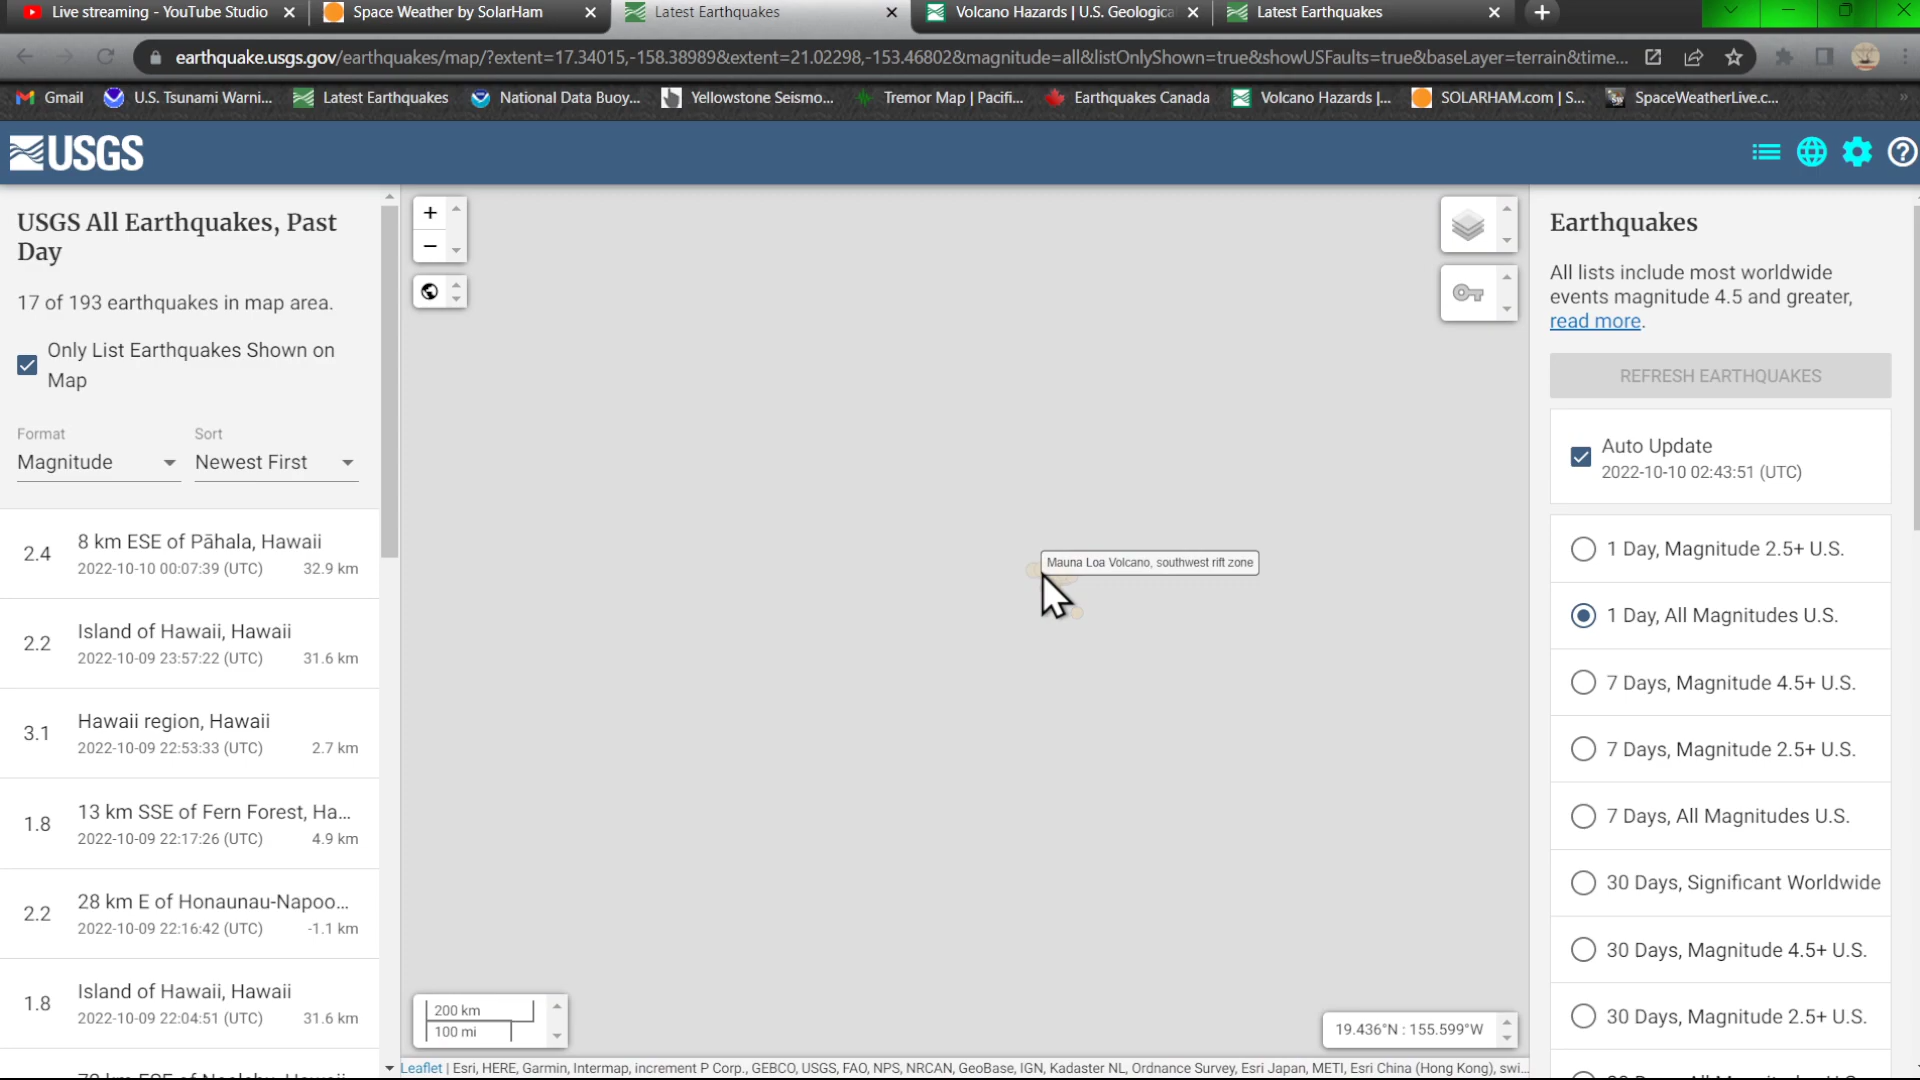 Live streaming - YouTube Studio
Space Weather by SolarHam
Latest Earthquakes
Volcano Hazards | U.S. Geologica
Latest Earthquakes
earthquake.usgs.gov/earthquakes/map/?extent=17.34015,-158.38989&extent=21.02298,-153.46802&magnitude=all&listOnlyShown=true&showUSFaults=true&baseLayer=terrain&time...
Gmail
U.S. Tsunami Warni...
Latest Earthquakes
National Data Buoy...
Yellowstone Seismo...
Tremor Map | Pacifi...
Earthquakes Canada
Volcano Hazards |...
SOLARHAM.com | S...
SpaceWeatherLive.c...
USGS
USGS All Earthquakes, Past
Day
17 of 193 earthquakes in map area.
Only List Earthquakes Shown on
Map
Format
Sort
Magnitude
Newest First
2.4
8 km ESE of Pāhala, Hawaii
2022-10-10 00:07:39 (UTC) 32.9 km
2.2
Island of Hawaii, Hawaii
2022-10-09 23:57:22 (UTC) 31.6 km
3.1
Hawaii region, Hawaii
2022-10-09 22:53:33 (UTC) 2.7 km
1.8
13 km SSE of Fern Forest, Ha...
2022-10-09 22:17:26 (UTC) 4.9 km
2.2
28 km E of Honaunau-Napoo...
2022-10-09 22:16:42 (UTC) -1.1 km
1.8
Island of Hawaii, Hawaii
2022-10-09 22:04:51 (UTC) 31.6 km
+
−
Mauna Loa Volcano, southwest rift zone
200 km
100 mi
19.436°N : 155.599°W
Leaflet | Esri, HERE, Garmin, Intermap, increment P Corp., GEBCO, USGS, FAO, NPS, NRCAN, GeoBase, IGN, Kadaster NL, Ordnance Survey, Esri Japan, METI, Esri China (Hong Kong), swi...
Earthquakes
All lists include most worldwide
events magnitude 4.5 and greater,
read more.
REFRESH EARTHQUAKES
Auto Update
2022-10-10 02:43:51 (UTC)
1 Day, Magnitude 2.5+ U.S.
1 Day, All Magnitudes U.S.
7 Days, Magnitude 4.5+ U.S.
7 Days, Magnitude 2.5+ U.S.
7 Days, All Magnitudes U.S.
30 Days, Significant Worldwide
30 Days, Magnitude 4.5+ U.S.
30 Days, Magnitude 2.5+ U.S.